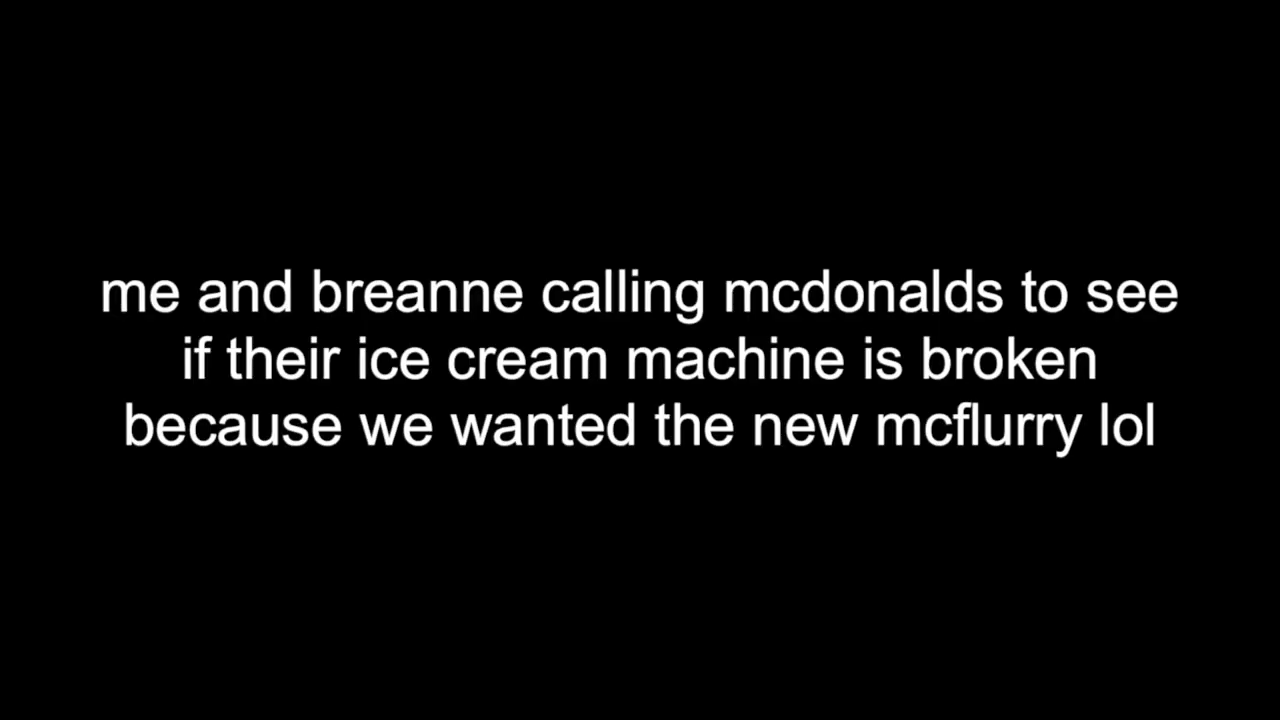 me and breanne calling mcdonalds to see
if their ice cream machine is broken
because we wanted the new mcflurry lol